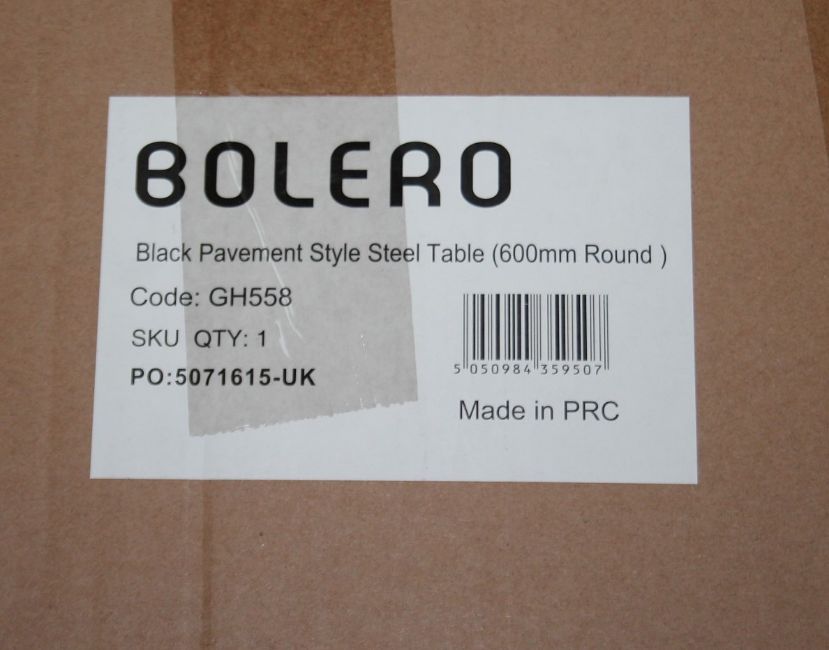 BOLERO
Black Pavement Style Steel Table (600mm Round )
Code: GH558
SKU QTY: 1
PO:5071615-UK
5 050984 359507
Made in PRC